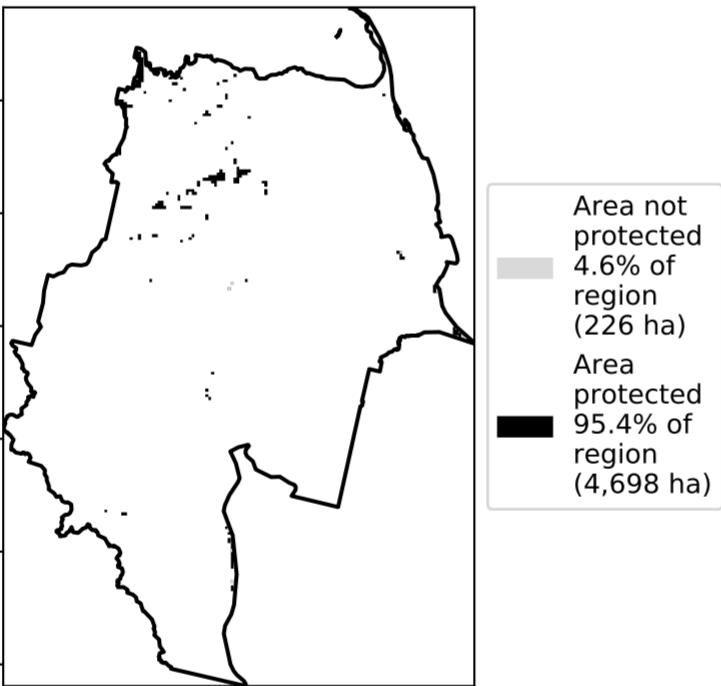 Area not
protected
4.6% of
region
(226 ha)
Area
protected
95.4% of
region
(4,698 ha)